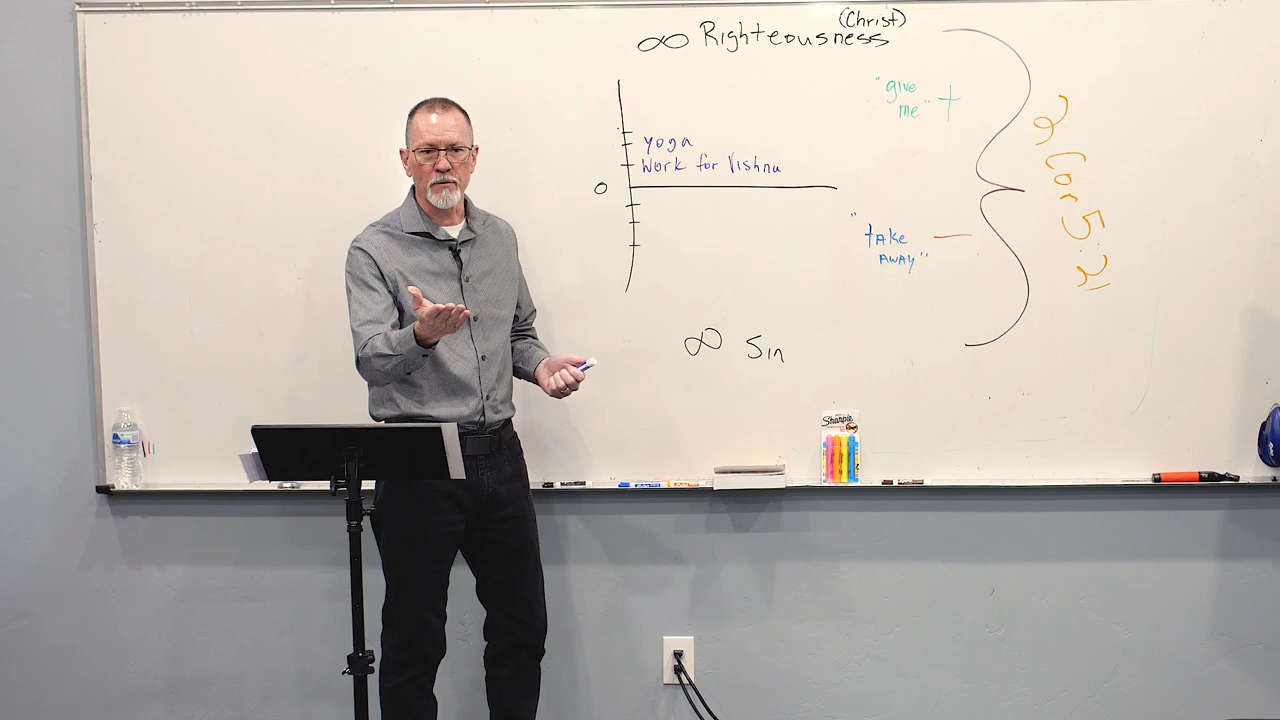 (Christ)
∞ Righteousness
"give
me" +
yoga
Work for Vishnu
0
"tAke
AWAY" —
2 Cor 5:21
∞ Sin
Sharpie